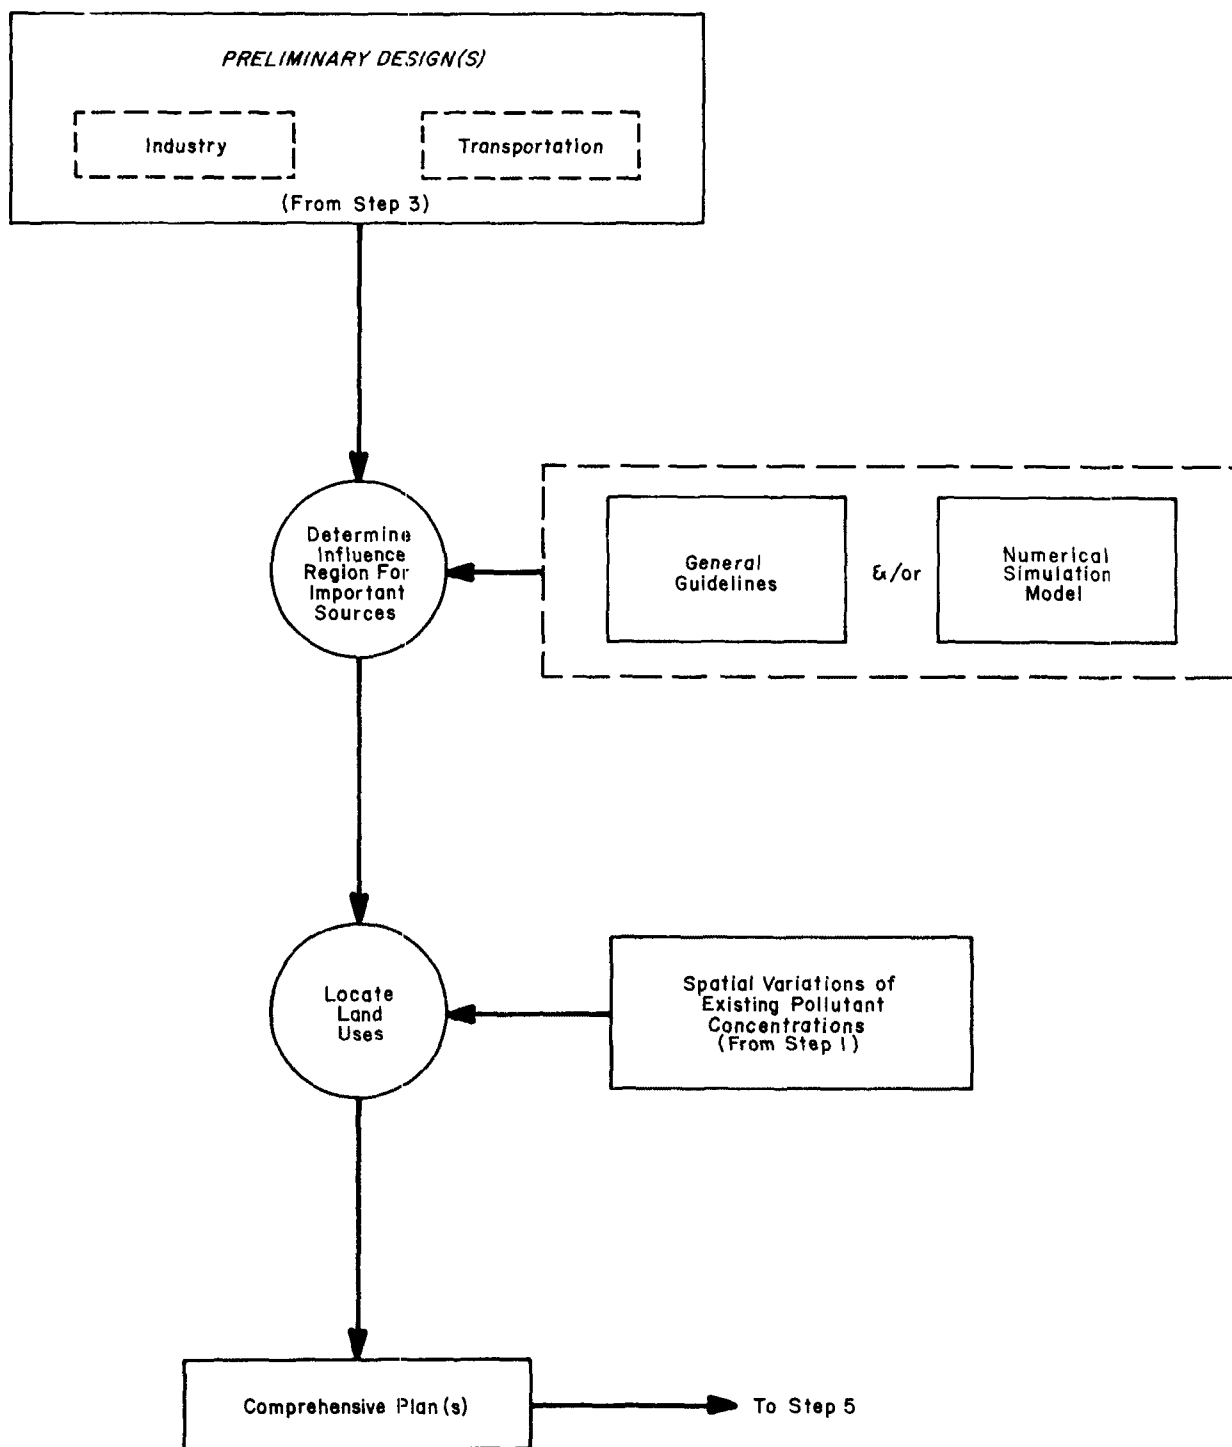 PRELIMINARY DESIGN(S)
Industry
Transportation
(From Step 3)
Determine
Influence
Region For
Important
Sources
General
Guidelines
&/or
Numerical
Simulation
Model
Locate
Land
Uses
Spatial Variations of
Existing Pollutant
Concentrations
(From Step 1)
Comprehensive Plan(s)
To Step 5